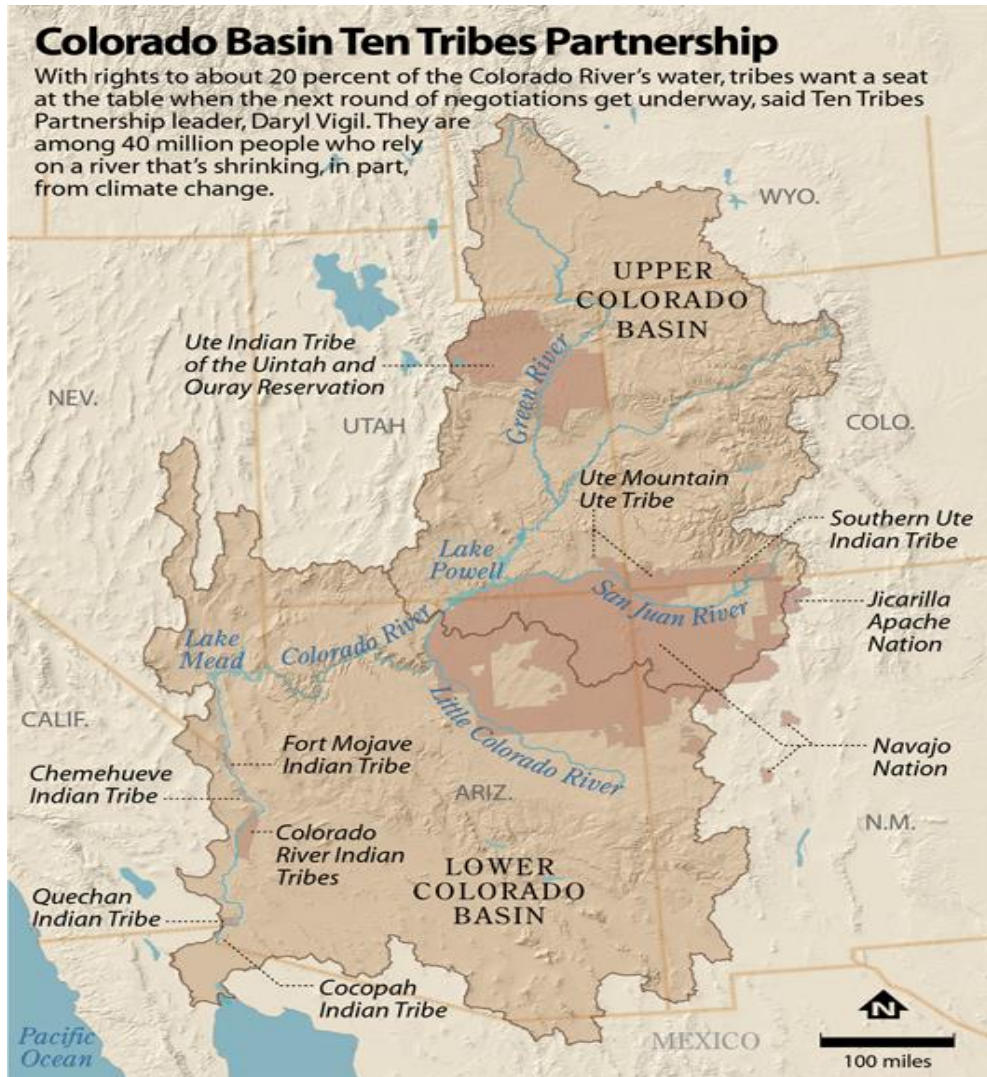 Colorado Basin Ten Tribes Partnership
With rights to about 20 percent of the Colorado River's water, tribes want a seat
at the table when the next round of negotiations get underway, said Ten Tribes
Partnership leader, Daryl Vigil. They are
among 40 million people who rely
on a river that's shrinking, in part,
from climate change.
WYO.
UPPER
COLORADO
BASIN
Ute Indian Tribe
of the Uintah and
Ouray Reservation
Green River
NEV.
UTAH
COLO.
Ute Mountain
Ute Tribe
Southern Ute
Indian Tribe
Lake
Powell
San Juan River
Jicarilla
Apache
Nation
Lake
Mead
Colorado River
Little Colorado River
CALIF.
Fort Mojave
Indian Tribe
Navajo
Nation
Chemehueve
Indian Tribe
ARIZ.
N.M.
Colorado
River Indian
Tribes
LOWER
COLORADO
BASIN
Quechan
Indian Tribe
Cocopah
Indian Tribe
N
Pacific
Ocean
MEXICO
100 miles